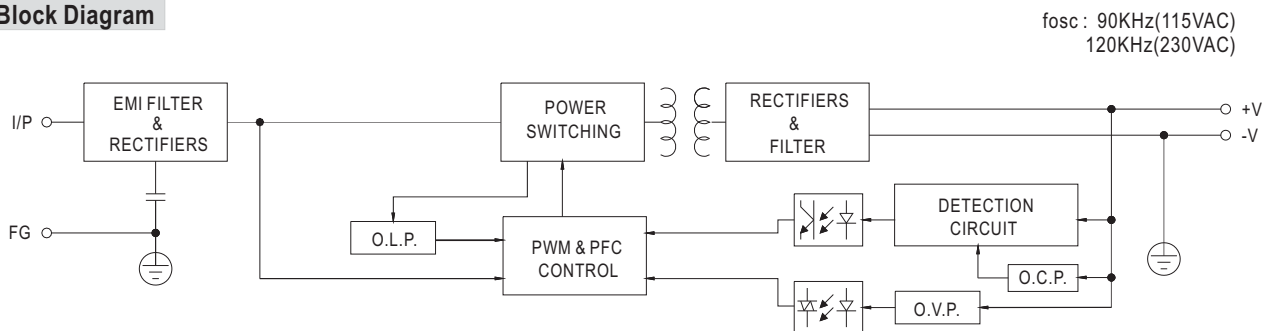 Block Diagram
fosc : 90KHz(115VAC)
120KHz(230VAC)
I/P
EMI FILTER
&
RECTIFIERS
POWER
SWITCHING
RECTIFIERS
&
FILTER
+V
-V
FG
O.L.P.
PWM & PFC
CONTROL
DETECTION
CIRCUIT
O.C.P.
O.V.P.